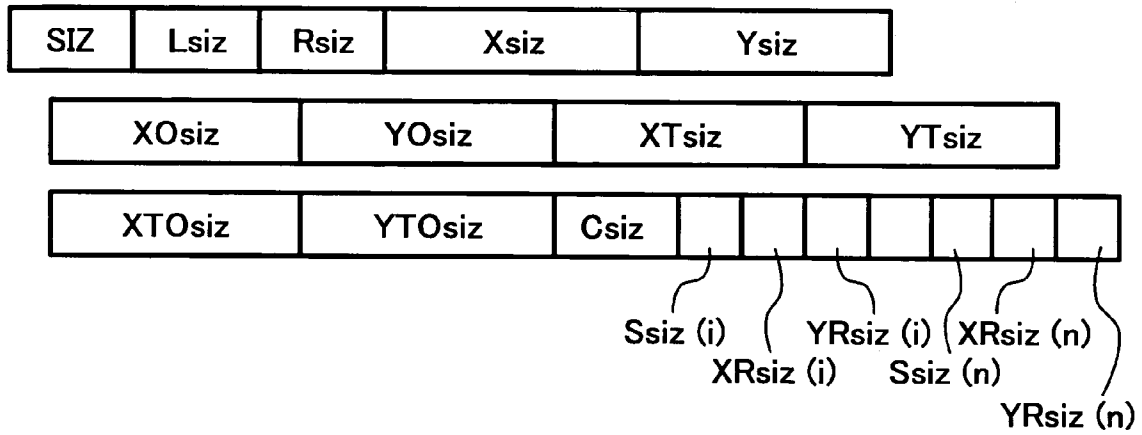 SIZ Lsiz Rsiz Xsiz Ysiz
XOsiz YOsiz XTsiz YTsiz
XTOsiz YTOsiz Csiz
Ssiz (i) YRsiz (i) XRsiz (n)
XRsiz (i) Ssiz (n)
YRsiz (n)